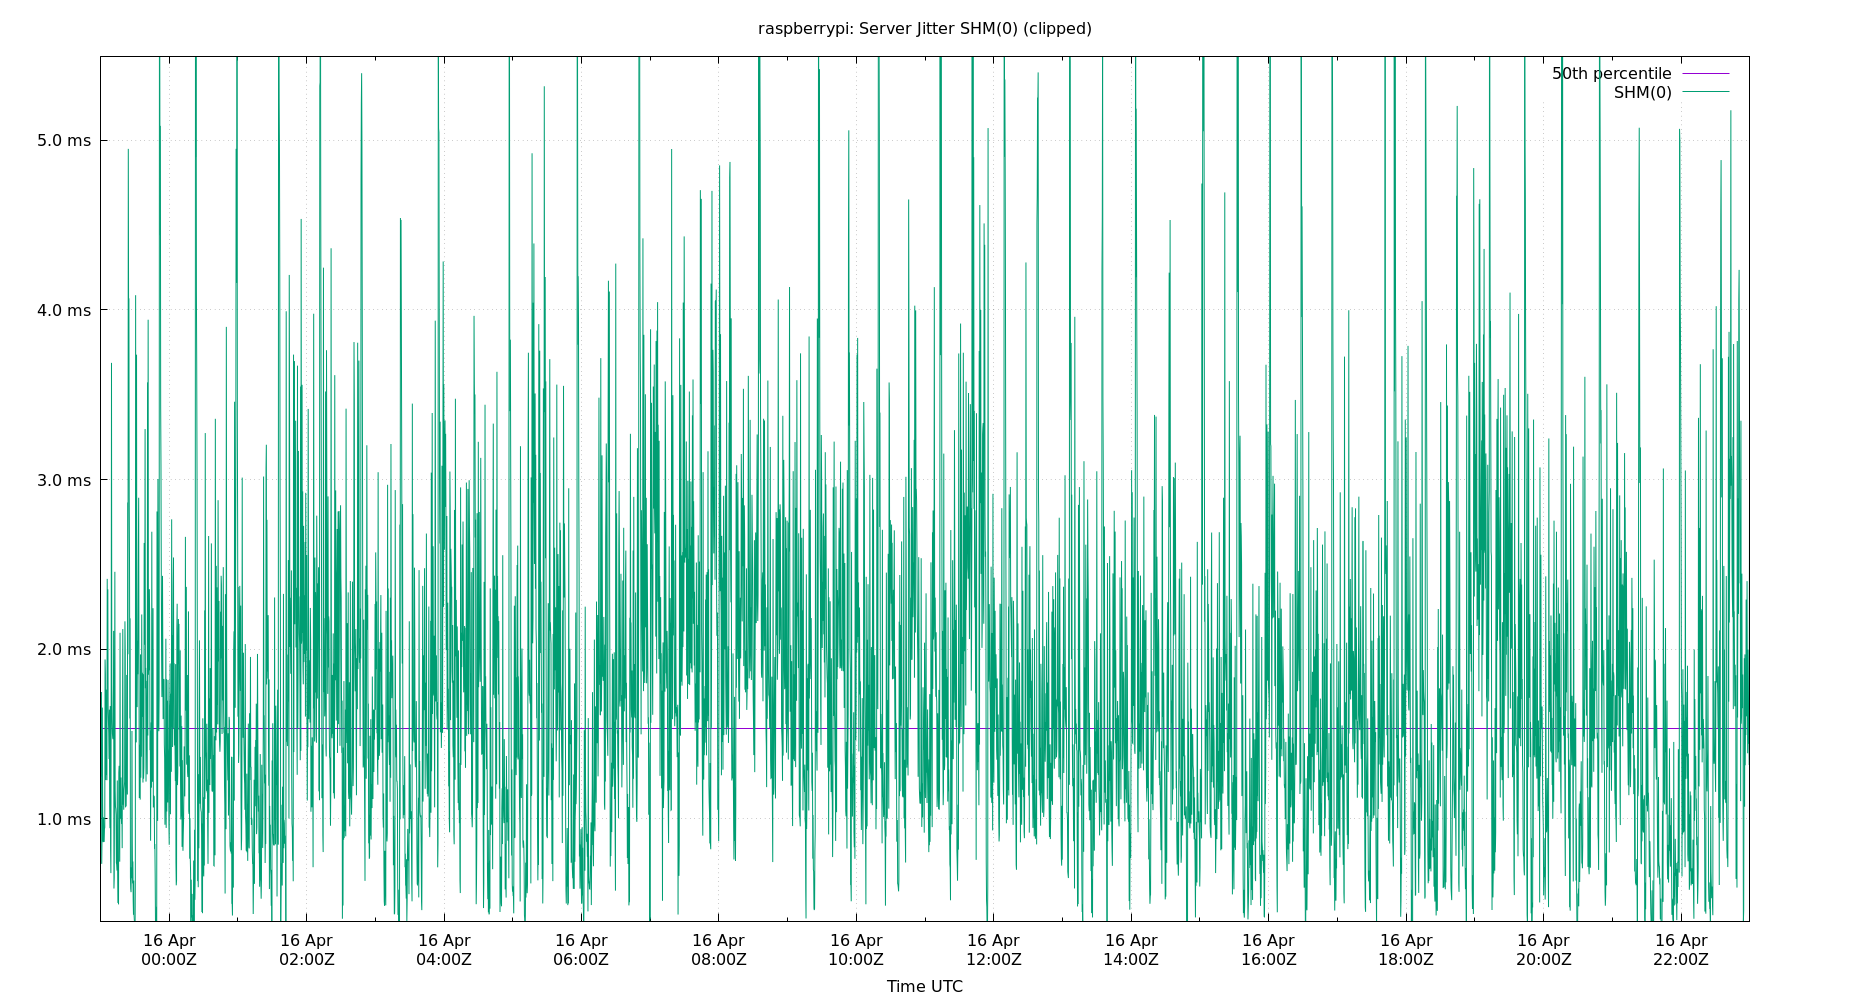 raspberrypi: Server Jitter SHM(0) (clipped)
50th percentile
SHM(0)
5.0 ms
4.0 ms
3.0 ms
2.0 ms
1.0 ms
16 Apr 16 Apr 16 Apr 16 Apr 16 Apr 16 Apr 16 Apr 16 Apr 16 Apr 16 Apr 16 Apr 16 Apr
00:00Z 02:00Z 04:00Z 06:00Z 08:00Z 10:00Z 12:00Z 14:00Z 16:00Z 18:00Z 20:00Z 22:00Z
Time UTC